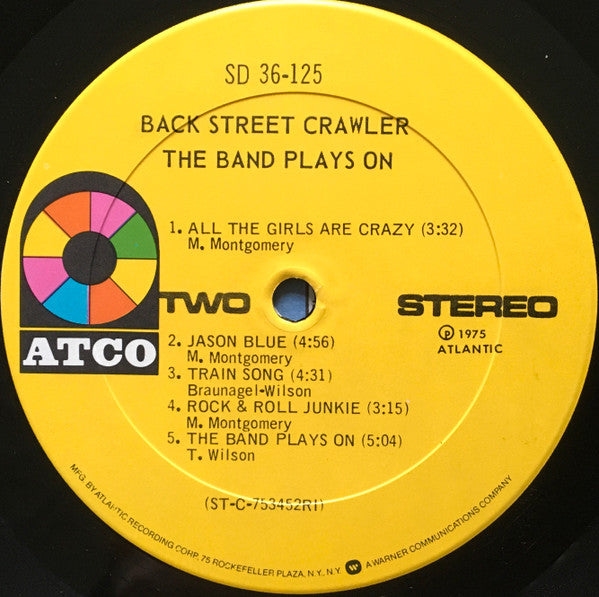 SD 36-125
BACK STREET CRAWLER
THE BAND PLAYS ON
1. ALL THE GIRLS ARE CRAZY (3:32)
M. Montgomery
TWO
STEREO
ATCO
℗ 1975
ATLANTIC
2. JASON BLUE (4:56)
M. Montgomery
3. TRAIN SONG (4:31)
Braunagel-Wilson
4. ROCK & ROLL JUNKIE (3:15)
M. Montgomery
5. THE BAND PLAYS ON (5:04)
T. Wilson
(ST-C-753452RI)
MFG. BY ATLANTIC RECORDING CORP., 75 ROCKEFELLER PLAZA, N.Y., N.Y. W A WARNER COMMUNICATIONS COMPANY